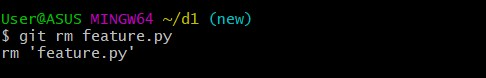 User@ASUS MINGW64 ~/d1 (new)
$ git rm feature.py
rm 'feature.py'